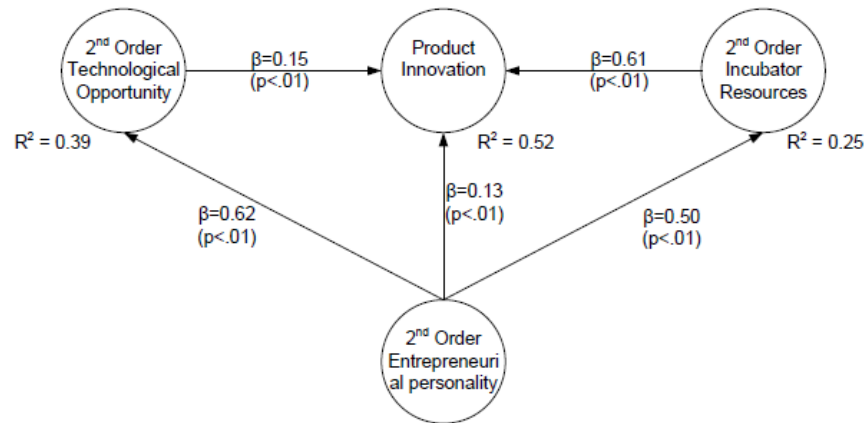 2nd Order
Technological
Opportunity
β=0.15
(p<.01)
Product
Innovation
β=0.61
(p<.01)
2nd Order
Incubator
Resources
R² = 0.39
R² = 0.52
R² = 0.25
β=0.62
(p<.01)
β=0.13
(p<.01)
β=0.50
(p<.01)
2nd Order
Entrepreneuri
al personality